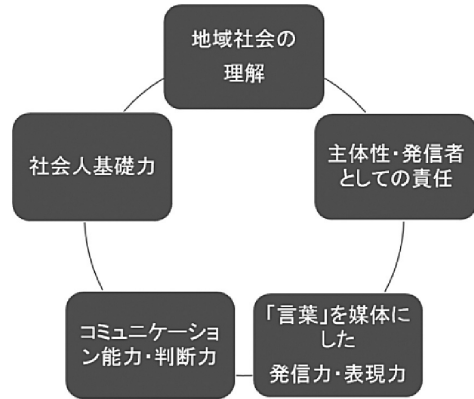 地域社会の
理解
主体性・発信者
としての責任
「言葉」を媒体に
した
発信力・表現力
コミュニケーショ
ン能力・判断力
社会人基礎力